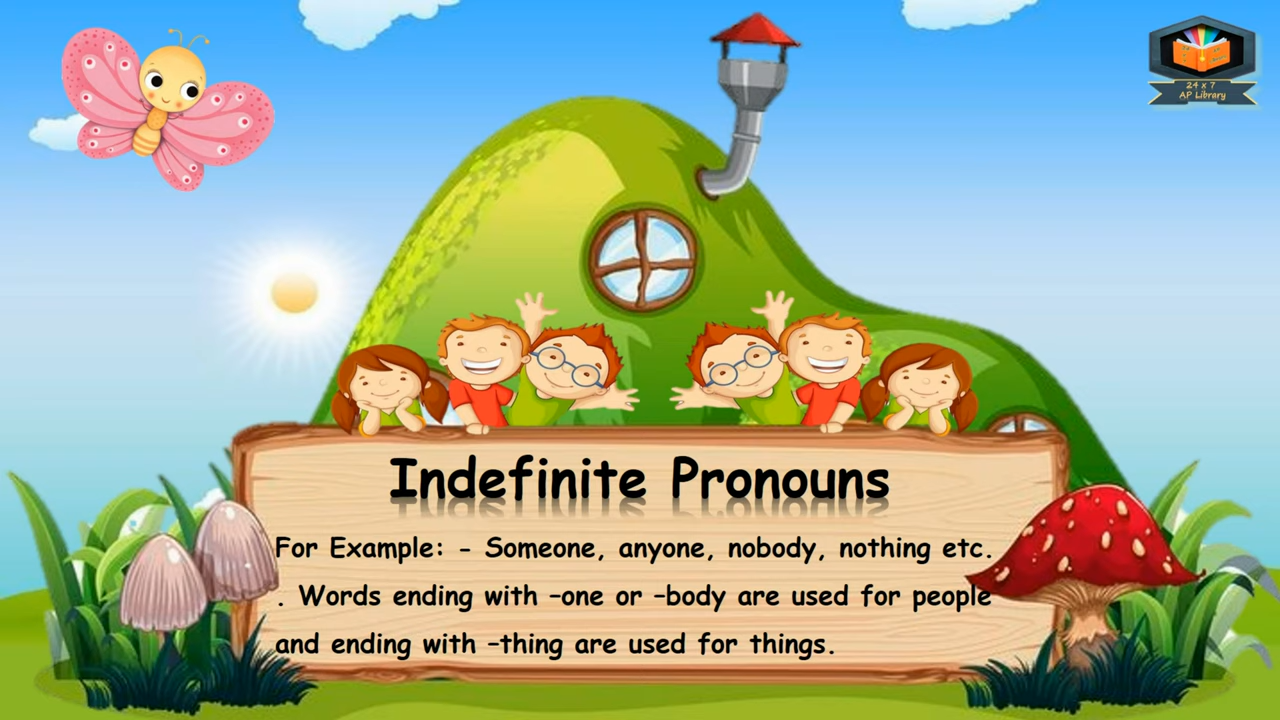 24 x 7
AP Library
Indefinite Pronouns
For Example: - Someone, anyone, nobody, nothing etc.
. Words ending with –one or –body are used for people
and ending with –thing are used for things.